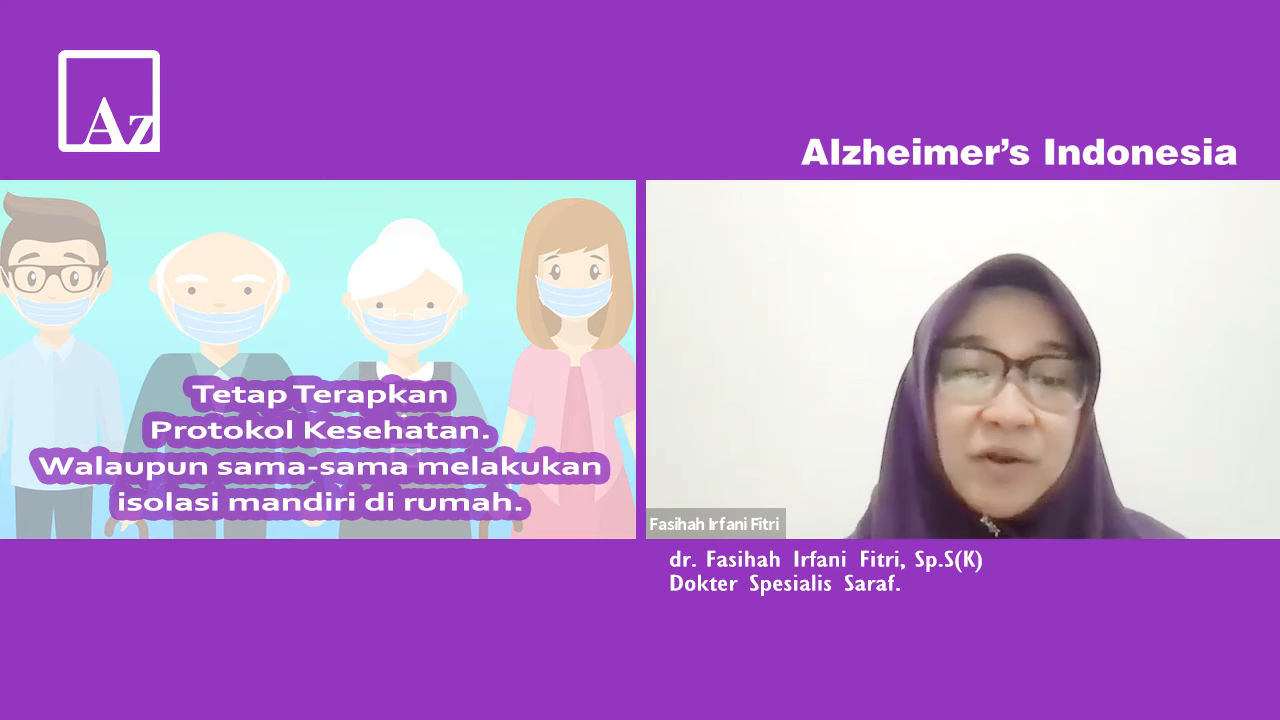 Az
Alzheimer’s Indonesia
Tetap Terapkan
Protokol Kesehatan.
Walaupun sama-sama melakukan
isolasi mandiri di rumah.
Fasihah Irfani Fitri
dr. Fasihah Irfani Fitri, Sp.S(K)
Dokter Spesialis Saraf.